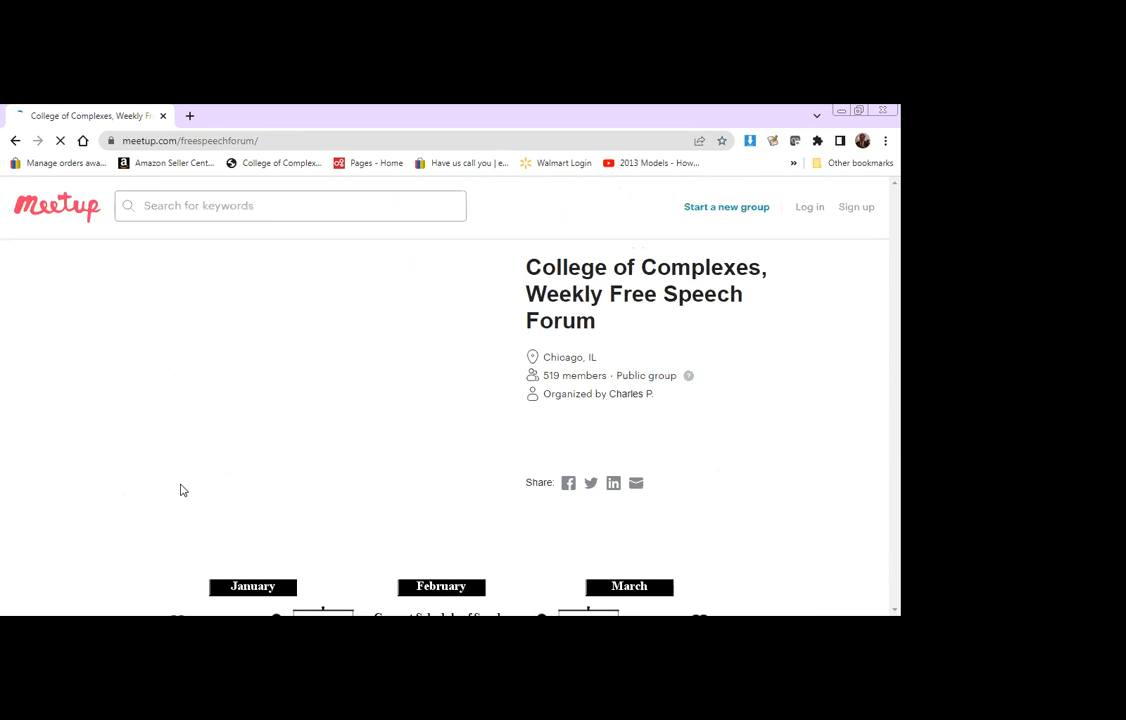 College of Complexes, Weekly Fr
meetup.com/freespeechforum/
Manage orders awa...
Amazon Seller Cent...
College of Complex...
Pages - Home
Have us call you | e...
Walmart Login
2013 Models - How...
»
Other bookmarks
meetup
Search for keywords
Start a new group
Log in
Sign up
College of Complexes,
Weekly Free Speech
Forum
Chicago, IL
519 members · Public group
Organized by Charles P.
Share:
January
February
March